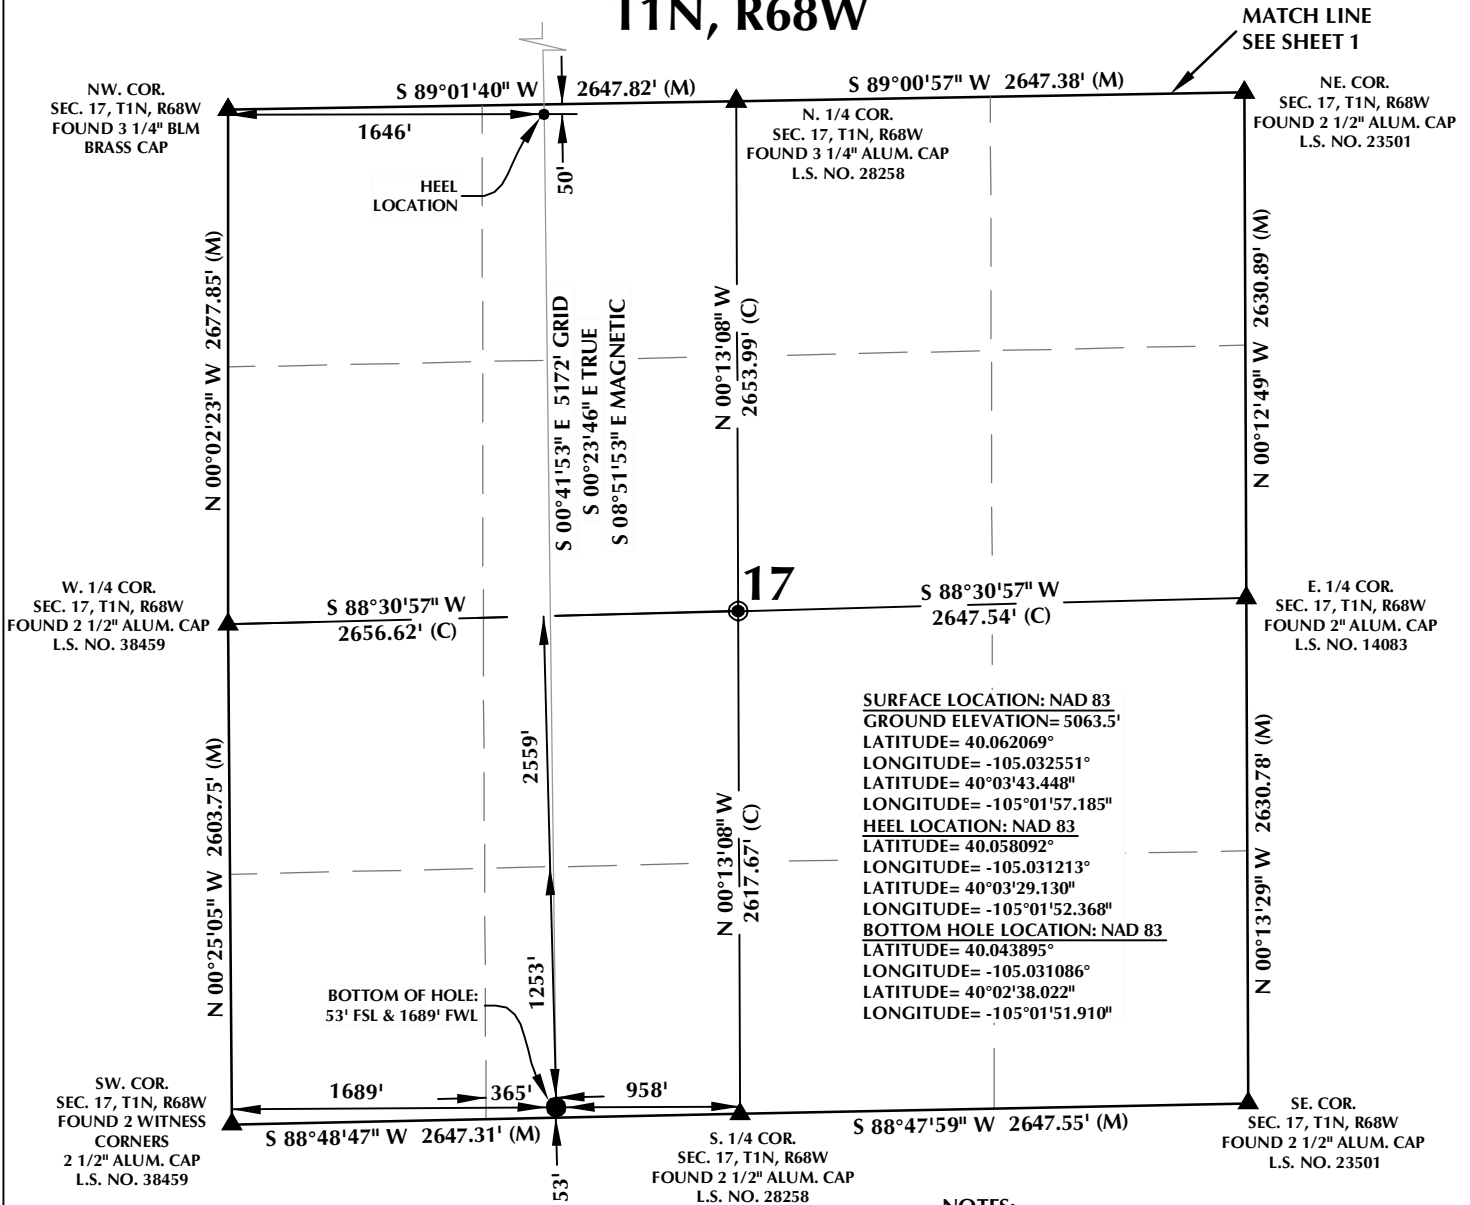 T1N, R68W
MATCH LINE
SEE SHEET 1
NW. COR.
SEC. 17, T1N, R68W
FOUND 3 1/4" BLM
BRASS CAP
S 89°01'40" W 2647.82' (M)
S 89°00'57" W 2647.38' (M)
NE. COR.
SEC. 17, T1N, R68W
FOUND 2 1/2" ALUM. CAP
L.S. NO. 23501
1646'
N. 1/4 COR.
SEC. 17, T1N, R68W
FOUND 3 1/4" ALUM. CAP
L.S. NO. 28258
50'
HEEL
LOCATION
N 00°02'23" W 2677.85' (M)
S 00°41'53" E 5172' GRID
S 00°23'46" E TRUE
S 08°51'53" E MAGNETIC
N 00°13'08" W
2653.99' (C)
N 00°12'49" W 2630.89' (M)
17
W. 1/4 COR.
SEC. 17, T1N, R68W
FOUND 2 1/2" ALUM. CAP
L.S. NO. 38459
S 88°30'57" W
2656.62' (C)
S 88°30'57" W
2647.54' (C)
E. 1/4 COR.
SEC. 17, T1N, R68W
FOUND 2" ALUM. CAP
L.S. NO. 14083
SURFACE LOCATION: NAD 83
GROUND ELEVATION= 5063.5'
LATITUDE= 40.062069°
LONGITUDE= -105.032551°
LATITUDE= 40°03'43.448"
LONGITUDE= -105°01'57.185"
HEEL LOCATION: NAD 83
LATITUDE= 40.058092°
LONGITUDE= -105.031213°
LATITUDE= 40°03'29.130"
LONGITUDE= -105°01'52.368"
BOTTOM HOLE LOCATION: NAD 83
LATITUDE= 40.043895°
LONGITUDE= -105.031086°
LATITUDE= 40°02'38.022"
LONGITUDE= -105°01'51.910"
N 00°25'05" W 2603.75' (M)
2559'
1253'
N 00°13'08" W
2617.67' (C)
N 00°13'29" W 2630.78' (M)
BOTTOM OF HOLE:
53' FSL & 1689' FWL
SW. COR.
SEC. 17, T1N, R68W
FOUND 2 WITNESS
CORNERS
2 1/2" ALUM. CAP
L.S. NO. 38459
1689'
365'
958'
S 88°48'47" W 2647.31' (M)
53'
S. 1/4 COR.
SEC. 17, T1N, R68W
FOUND 2 1/2" ALUM. CAP
L.S. NO. 28258
S 88°47'59" W 2647.55' (M)
SE. COR.
SEC. 17, T1N, R68W
FOUND 2 1/2" ALUM. CAP
L.S. NO. 23501
NOTES: